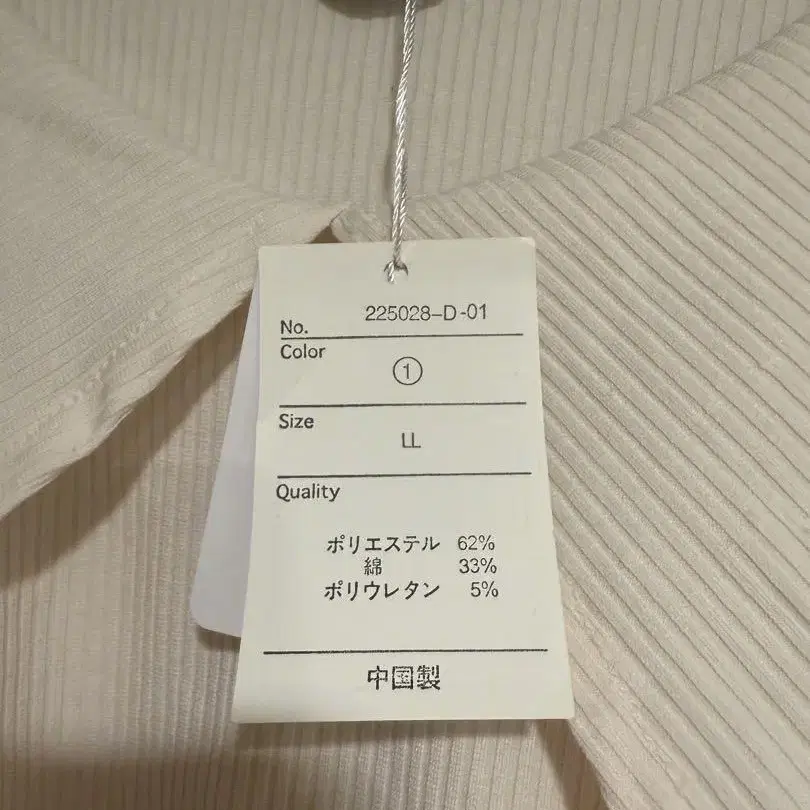 No. 225028-D-01
Color
①
Size
LL
Quality
ポリエステル 62%
綿 33%
ポリウレタン 5%
中国製